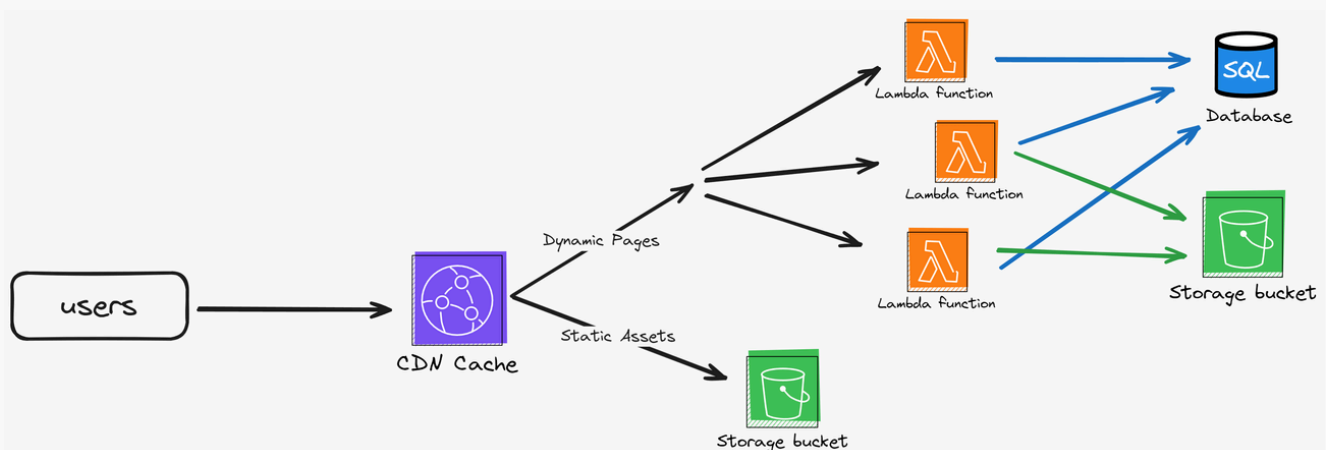 users
CDN Cache
Dynamic Pages
Static Assets
Storage bucket
Lambda function
Lambda function
Lambda function
SQL
Database
Storage bucket